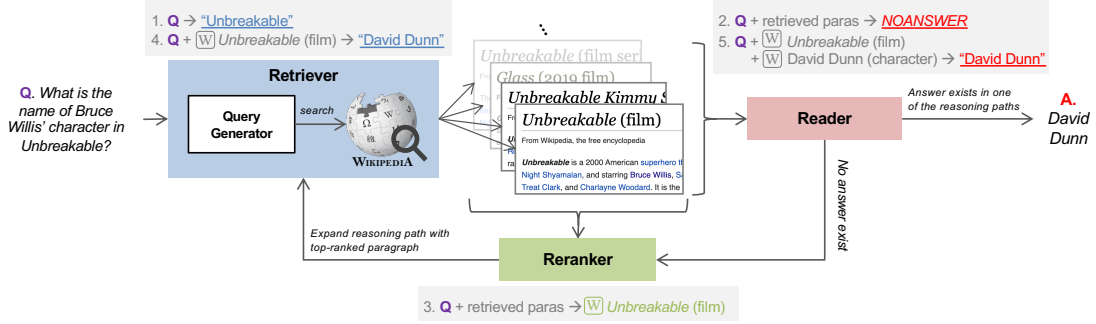 1. Q → "Unbreakable"
4. Q + W Unbreakable (film) → "David Dunn"
2. Q + retrieved paras → NOANSWER
5. Q + W Unbreakable (film)
+ W David Dunn (character) → "David Dunn"
Q. What is the
name of Bruce
Willis' character in
Unbreakable?
Retriever
Query
Generator
search
WIKIPEDIA
Unbreakable (film ser
Glass (2019 film)
Unbreakable Kimmy S
Unbreakable (film)
From Wikipedia, the free encyclopedia
Unbreakable is a 2000 American superhero th
Night Shyamalan, and starring Bruce Willis, Sa
Treat Clark, and Charlayne Woodard. It is the
Reader
Answer exists in one
of the reasoning paths
A.
David
Dunn
No answer exist
Expand reasoning path with
top-ranked paragraph
Reranker
3. Q + retrieved paras → W Unbreakable (film)